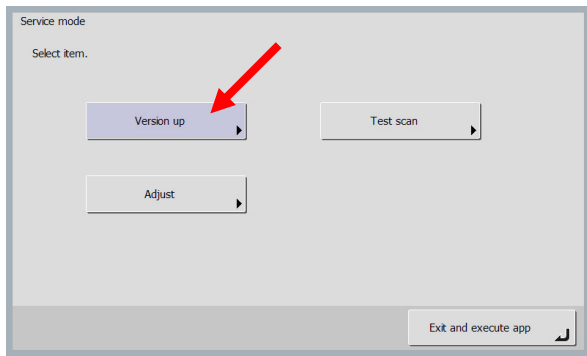 Service mode
Select item.
Version up
Test scan
Adjust
Exit and execute app